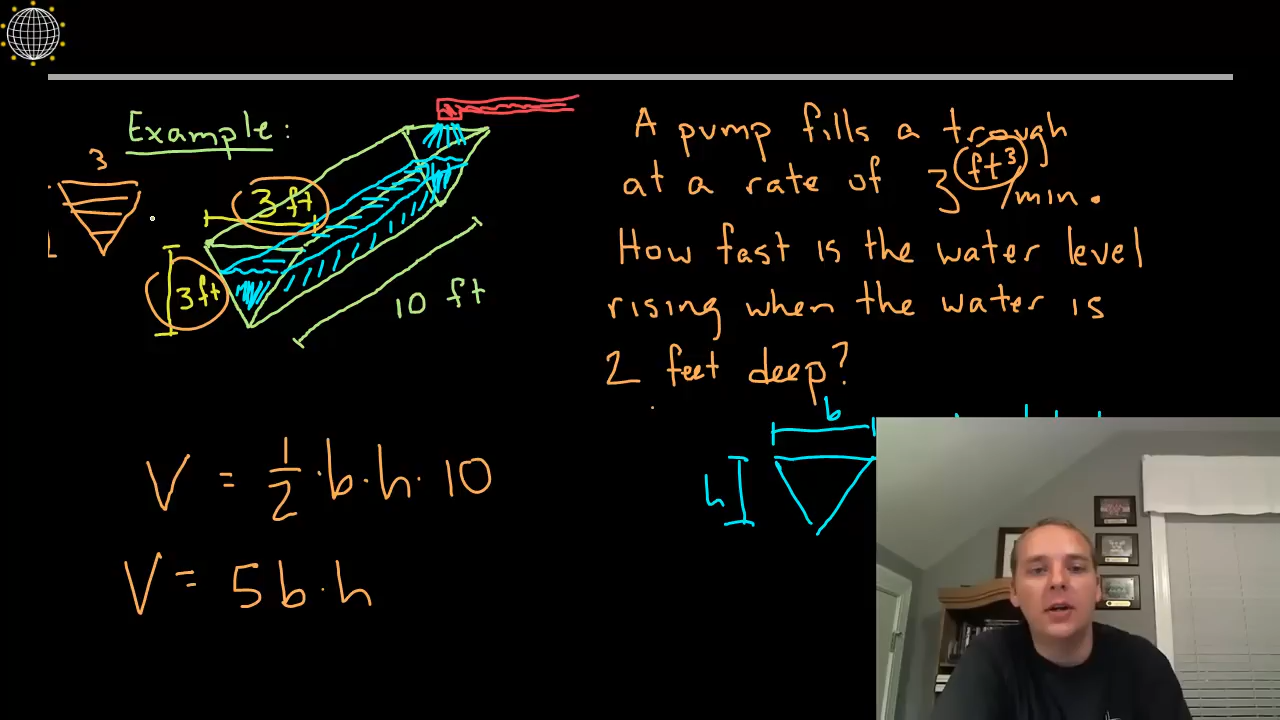 Example:
3
3 ft
3 ft
10 ft
A pump fills a trough
at a rate of 3 ft³/min.
How fast is the water level
rising when the water is
2 feet deep?
b
h
V = 1/2 · b · h · 10
V = 5b · h